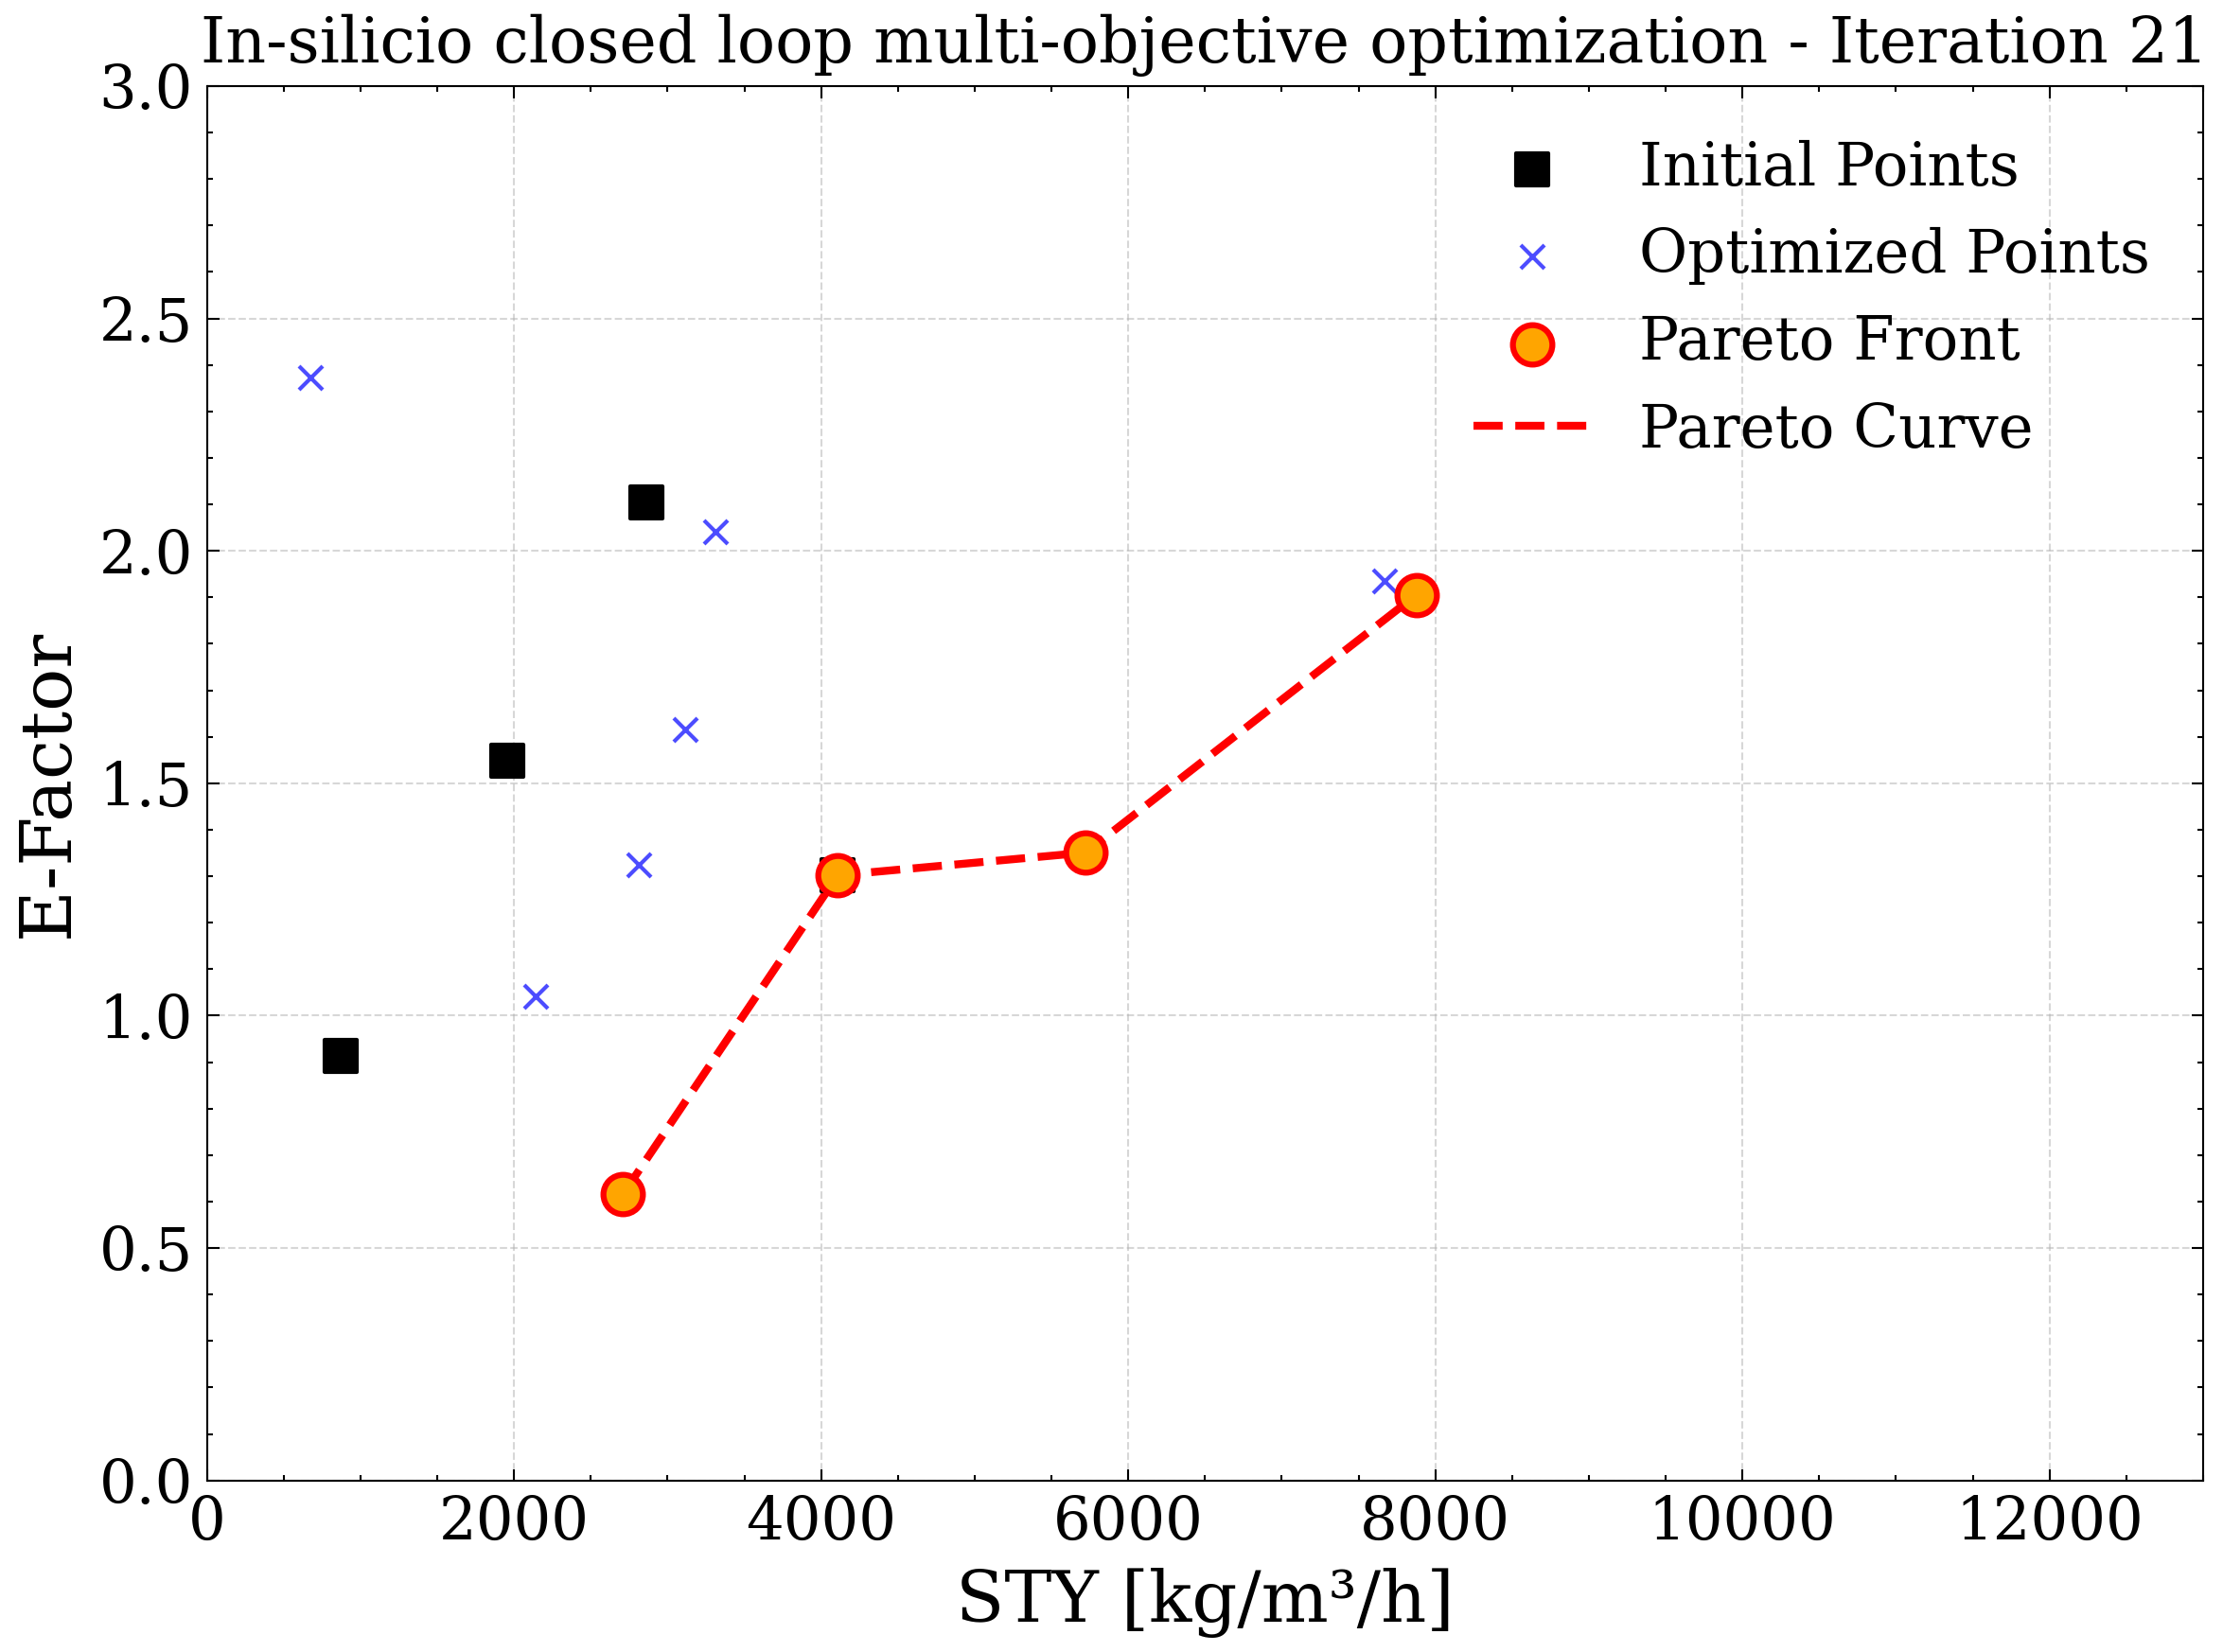 In-silicio closed loop multi-objective optimization - Iteration 21
3.0
2.5
2.0
1.5
1.0
0.5
0.0
E-Factor
Initial Points
Optimized Points
Pareto Front
Pareto Curve
0 2000 4000 6000 8000 10000 12000
STY [kg/m³/h]